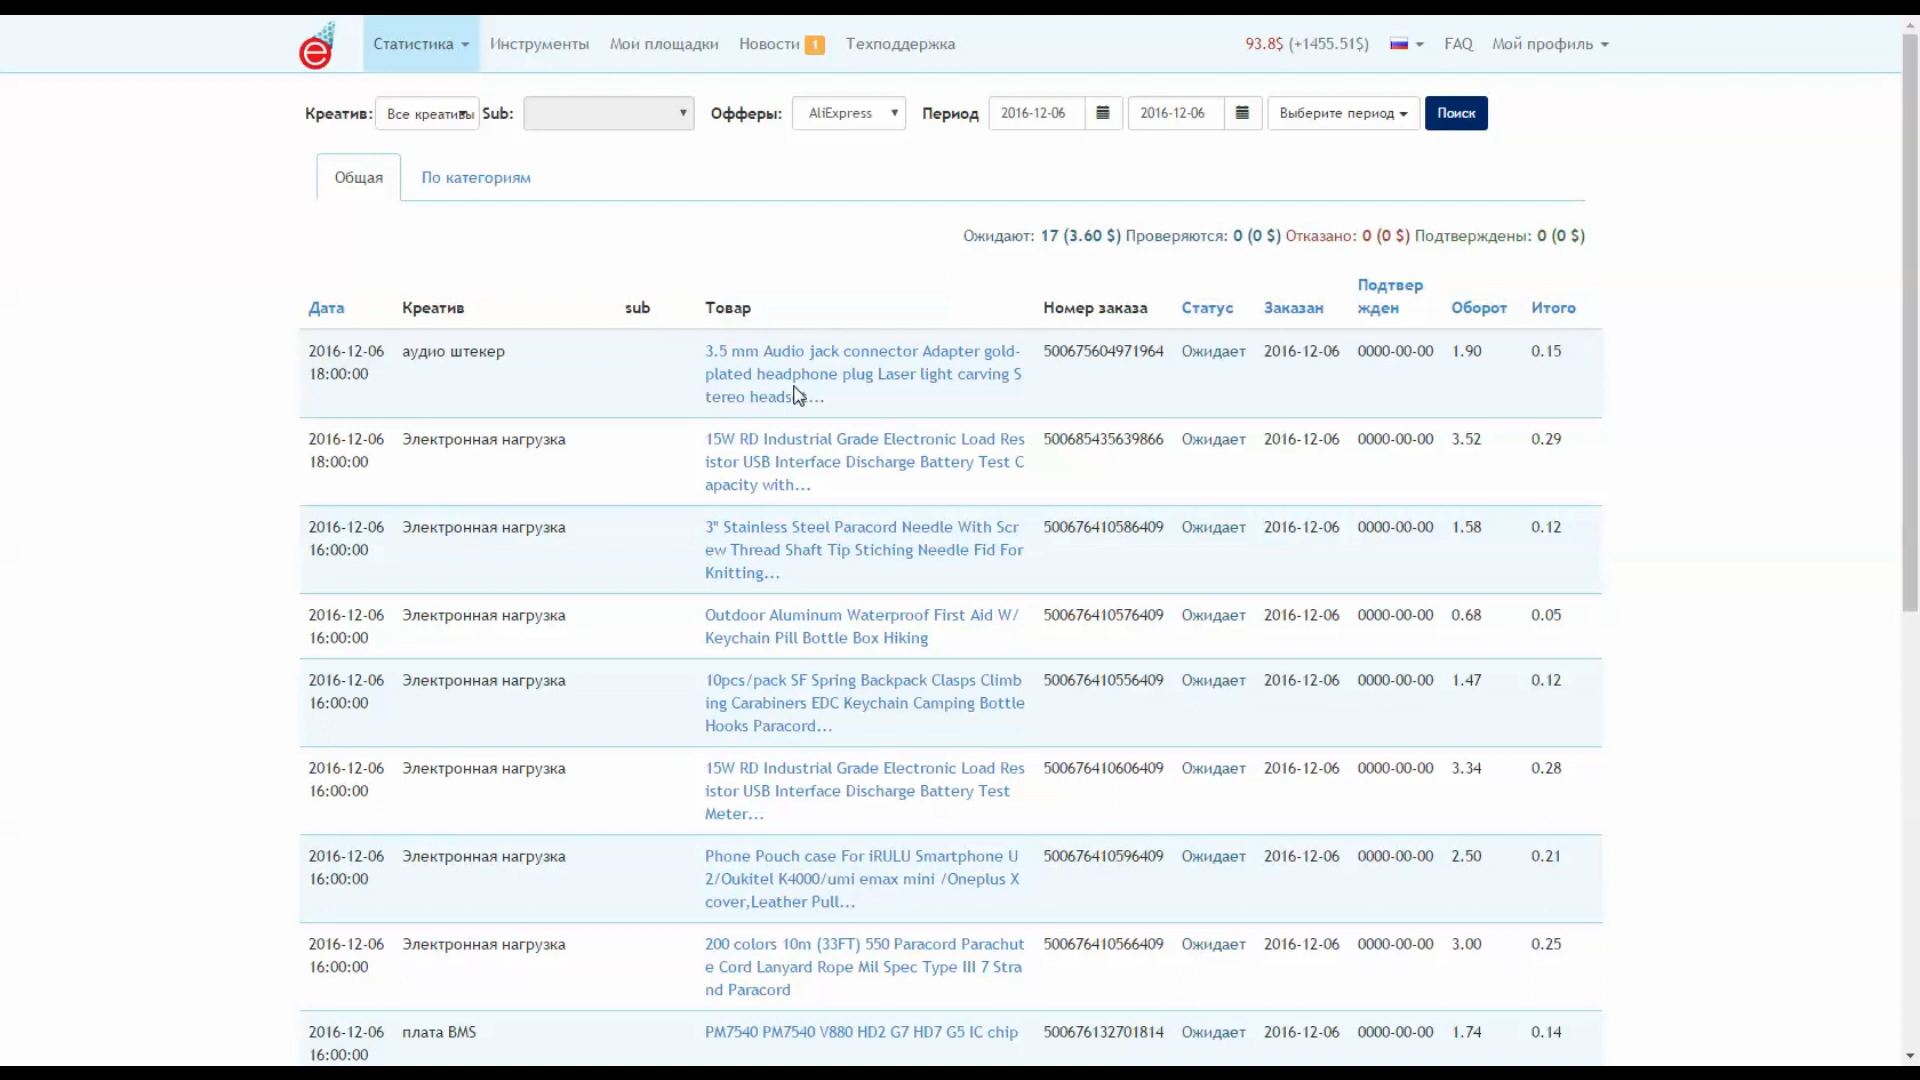 Статистика Инструменты Мои площадки Новости 1 Техподдержка 93.8$ (+1455.51$) FAQ Мой профиль
Креатив: Все креативы Sub: Офферы: AliExpress Период 2016-12-06 2016-12-06 Выберите период Поиск
Общая По категориям
Ожидают: 17 (3.60 $) Проверяются: 0 (0 $) Отказано: 0 (0 $) Подтверждены: 0 (0 $)
Дата Креатив sub Товар Номер заказа Статус Заказан Подтвер
жден Оборот Итого
2016-12-06 аудио штекер 3.5 mm Audio jack connector Adapter gold- 500675604971964 Ожидает 2016-12-06 0000-00-00 1.90 0.15
18:00:00 plated headphone plug Laser light carving S
tereo heads ...
2016-12-06 Электронная нагрузка 15W RD Industrial Grade Electronic Load Res 500685435639866 Ожидает 2016-12-06 0000-00-00 3.52 0.29
18:00:00 istor USB Interface Discharge Battery Test C
apacity with...
2016-12-06 Электронная нагрузка 3" Stainless Steel Paracord Needle With Scr 500676410586409 Ожидает 2016-12-06 0000-00-00 1.58 0.12
16:00:00 ew Thread Shaft Tip Stiching Needle Fid For
Knitting...
2016-12-06 Электронная нагрузка Outdoor Aluminum Waterproof First Aid W/ 500676410576409 Ожидает 2016-12-06 0000-00-00 0.68 0.05
16:00:00 Keychain Pill Bottle Box Hiking
2016-12-06 Электронная нагрузка 10pcs/pack SF Spring Backpack Clasps Climb 500676410556409 Ожидает 2016-12-06 0000-00-00 1.47 0.12
16:00:00 ing Carabiners EDC Keychain Camping Bottle
Hooks Paracord...
2016-12-06 Электронная нагрузка 15W RD Industrial Grade Electronic Load Res 500676410606409 Ожидает 2016-12-06 0000-00-00 3.34 0.28
16:00:00 istor USB Interface Discharge Battery Test
Meter...
2016-12-06 Электронная нагрузка Phone Pouch case For iRULU Smartphone U 500676410596409 Ожидает 2016-12-06 0000-00-00 2.50 0.21
16:00:00 2/Oukitel K4000/umi emax mini /Oneplus X
cover,Leather Pull...
2016-12-06 Электронная нагрузка 200 colors 10m (33FT) 550 Paracord Parachut 500676410566409 Ожидает 2016-12-06 0000-00-00 3.00 0.25
16:00:00 e Cord Lanyard Rope Mil Spec Type III 7 Stra
nd Paracord
2016-12-06 плата BMS PM7540 PM7540 V880 HD2 G7 HD7 G5 IC chip 500676132701814 Ожидает 2016-12-06 0000-00-00 1.74 0.14
16:00:00